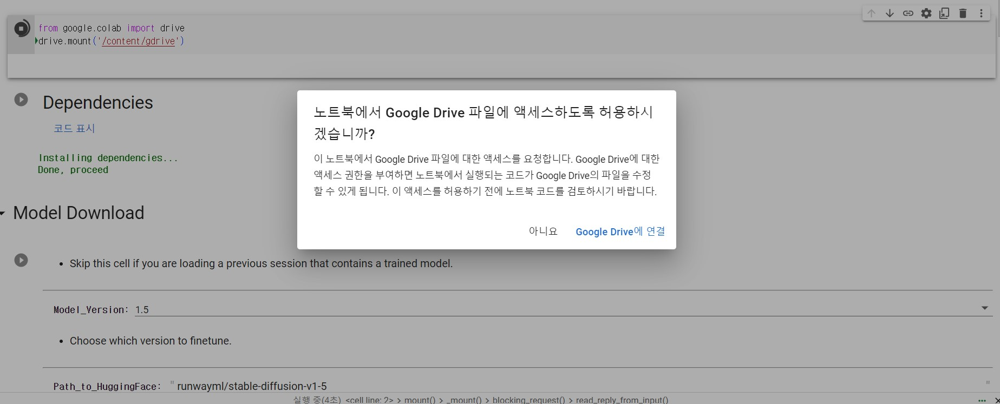 from google.colab import drive
drive.mount('/content/gdrive')
Dependencies
코드 표시
Installing dependencies...
Done, proceed
노트북에서 Google Drive 파일에 액세스하도록 허용하시
겠습니까?
이 노트북에서 Google Drive 파일에 대한 액세스를 요청합니다. Google Drive에 대한
액세스 권한을 부여하면 노트북에서 실행되는 코드가 Google Drive의 파일을 수정
할 수 있게 됩니다. 이 액세스를 허용하기 전에 노트북 코드를 검토하시기 바랍니다.
아니요 Google Drive에 연결
Model Download
• Skip this cell if you are loading a previous session that contains a trained model.
Model_Version: 1.5
• Choose which version to finetune.
Path_to_HuggingFace: " runwayml/stable-diffusion-v1-5 "
실행 중(4초) <cell line: 2> > mount() > _mount() > blocking_request() > read_reply_from_input()